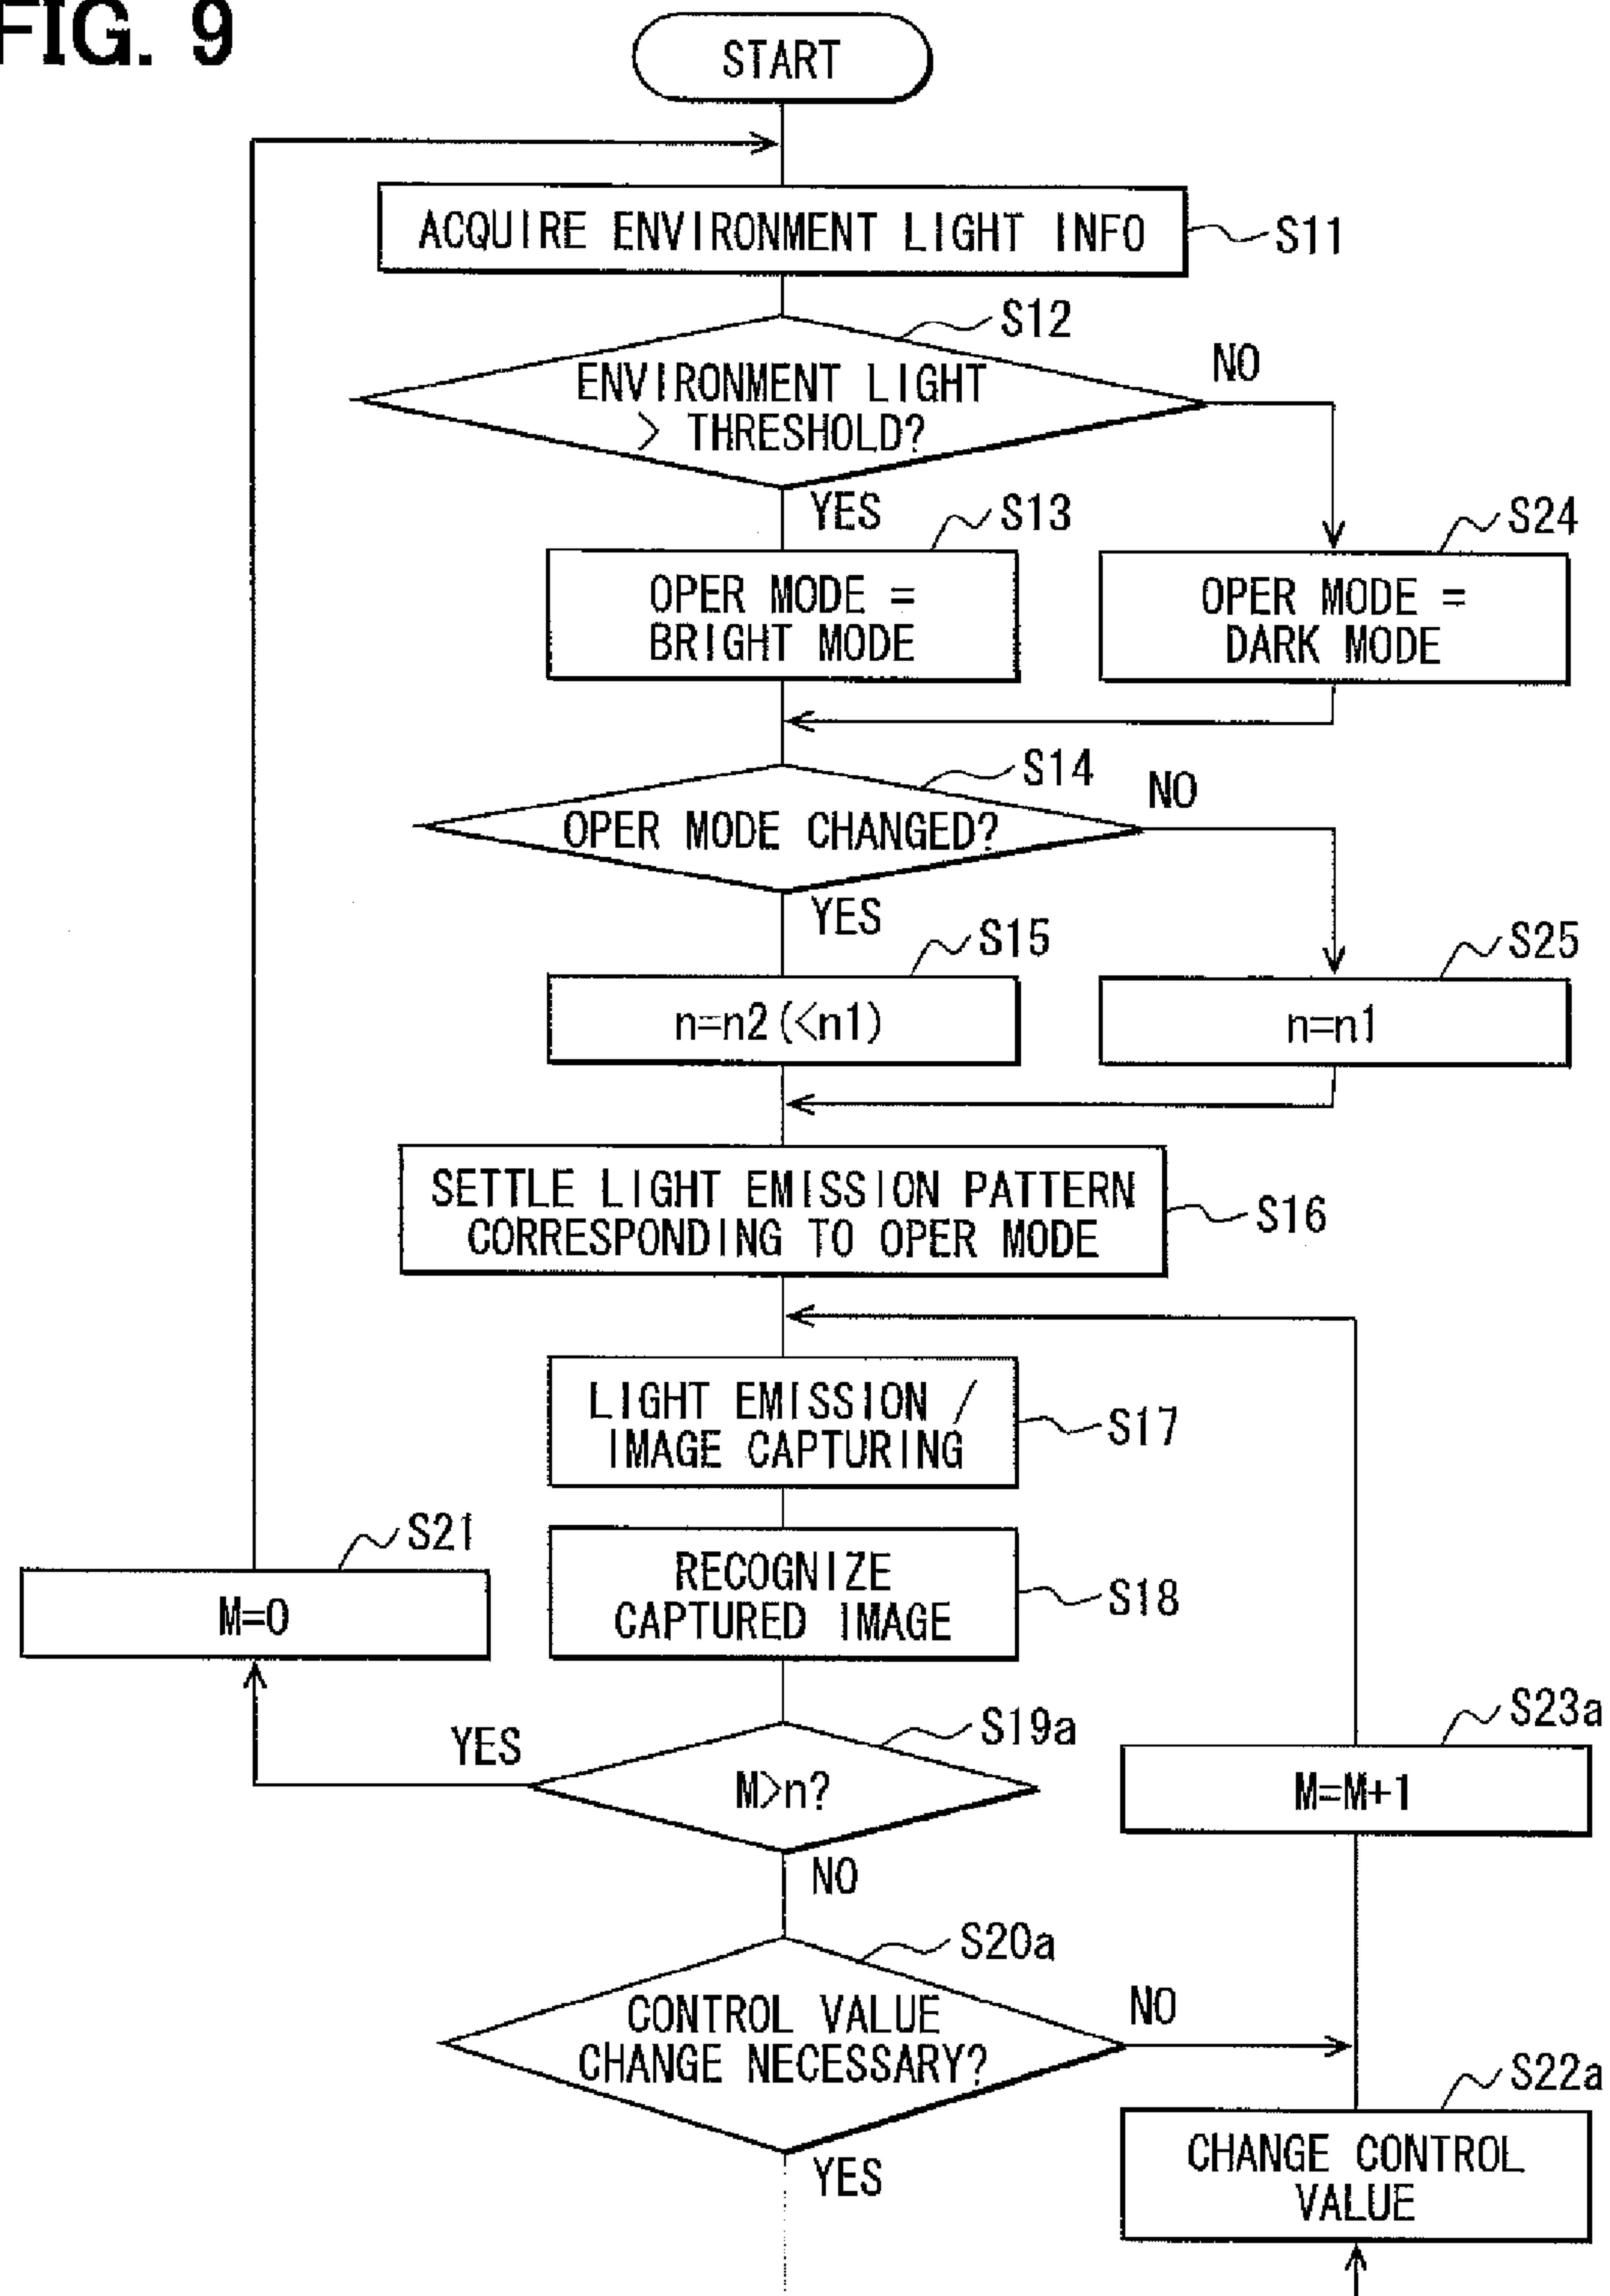 FIG. 9
START
ACQUIRE ENVIRONMENT LIGHT INFO
S11
S12
ENVIRONMENT LIGHT
> THRESHOLD?
NO
YES
S13
OPER MODE =
BRIGHT MODE
S24
OPER MODE =
DARK MODE
S14
OPER MODE CHANGED?
NO
YES
S15
n=n2(<n1)
S25
n=n1
SETTLE LIGHT EMISSION PATTERN
CORRESPONDING TO OPER MODE
S16
LIGHT EMISSION /
IMAGE CAPTURING
S17
RECOGNIZE
CAPTURED IMAGE
S18
S21
M=0
S19a
YES
M>n?
NO
S23a
M=M+1
S20a
CONTROL VALUE
CHANGE NECESSARY?
NO
YES
S22a
CHANGE CONTROL
VALUE